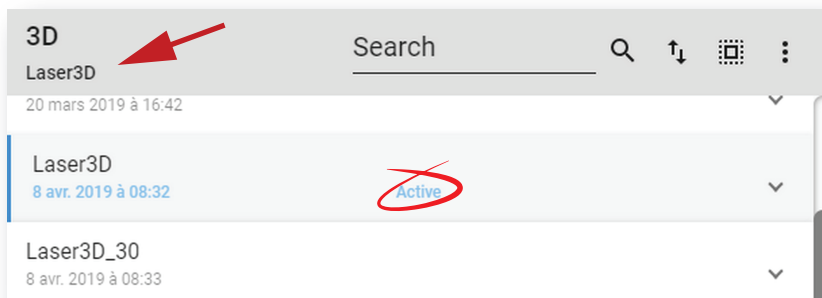 3D
Laser3D
Search
20 mars 2019 à 16:42
Laser3D
8 avr. 2019 à 08:32
Active
Laser3D_30
8 avr. 2019 à 08:33